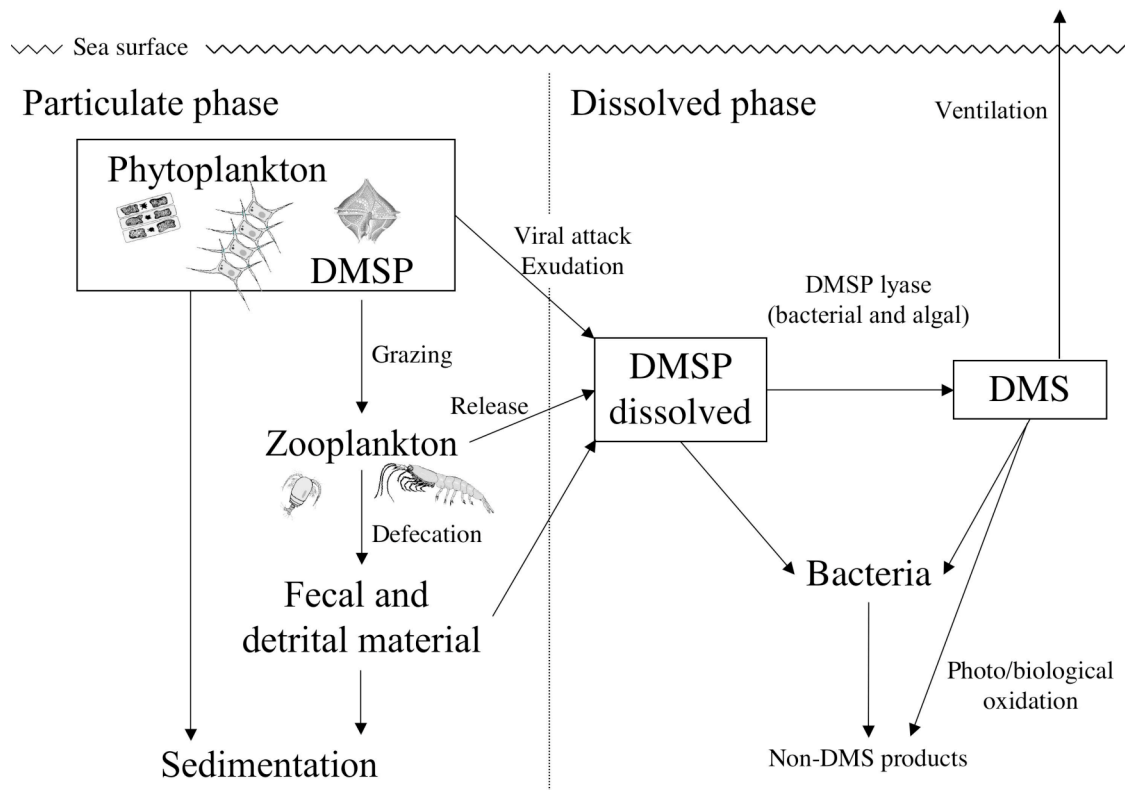 Sea surface
Particulate phase
Dissolved phase
Ventilation
Phytoplankton
DMSP
Viral attack
Exudation
DMSP lyase
(bacterial and algal)
Grazing
Release
DMSP
dissolved
DMS
Zooplankton
Defecation
Fecal and
detrital material
Bacteria
Photo/biological
oxidation
Sedimentation
Non-DMS products